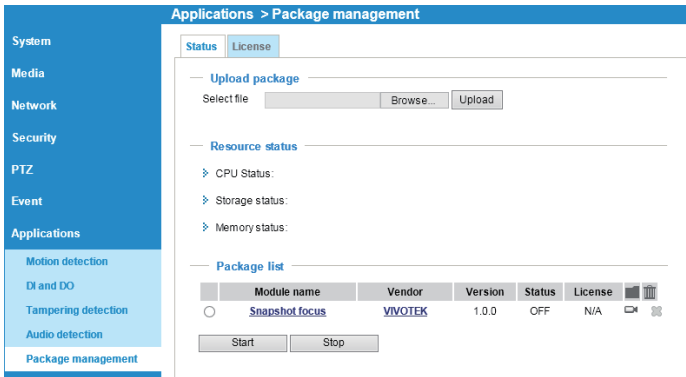 Applications > Package management
System
Media
Network
Security
PTZ
Event
Applications
Motion detection
DI and DO
Tampering detection
Audio detection
Package management
Status License
Upload package
Select file Browse... Upload
Resource status
CPU Status:
Storage status:
Memory status:
Package list
Module name Vendor Version Status License
Snapshot focus VIVOTEK 1.0.0 OFF N/A
Start Stop